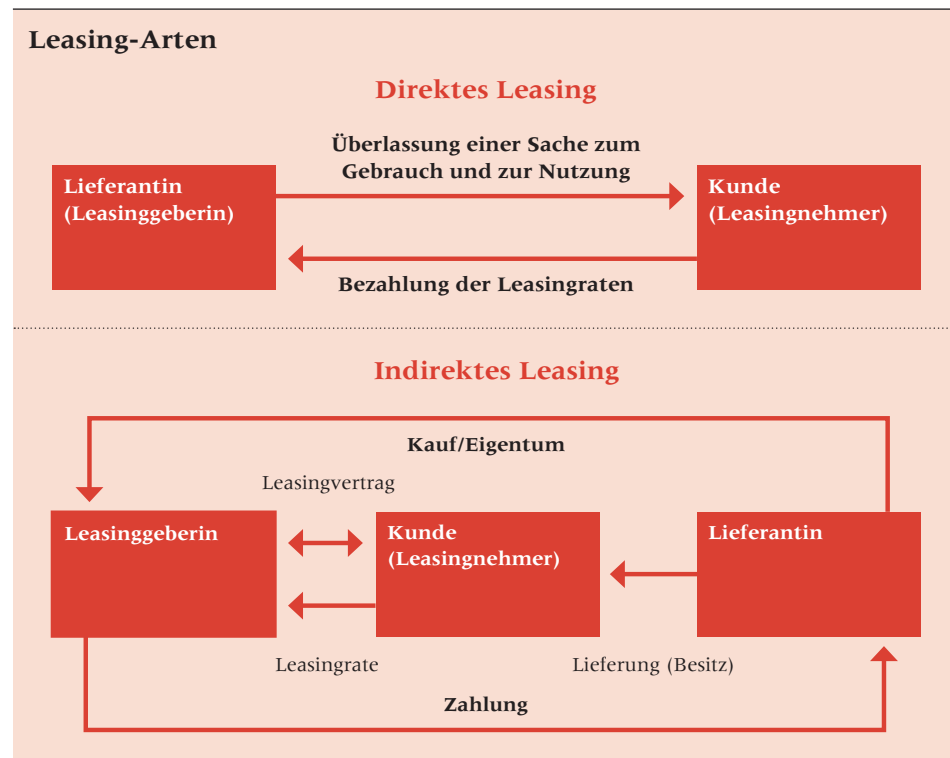 Leasing-Arten
Direktes Leasing
Überlassung einer Sache zum
Gebrauch und zur Nutzung
Lieferantin
(Leasinggeberin)
Kunde
(Leasingnehmer)
Bezahlung der Leasingraten
Indirektes Leasing
Kauf/Eigentum
Leasingvertrag
Leasinggeberin
Kunde
(Leasingnehmer)
Lieferantin
Leasingrate
Lieferung (Besitz)
Zahlung